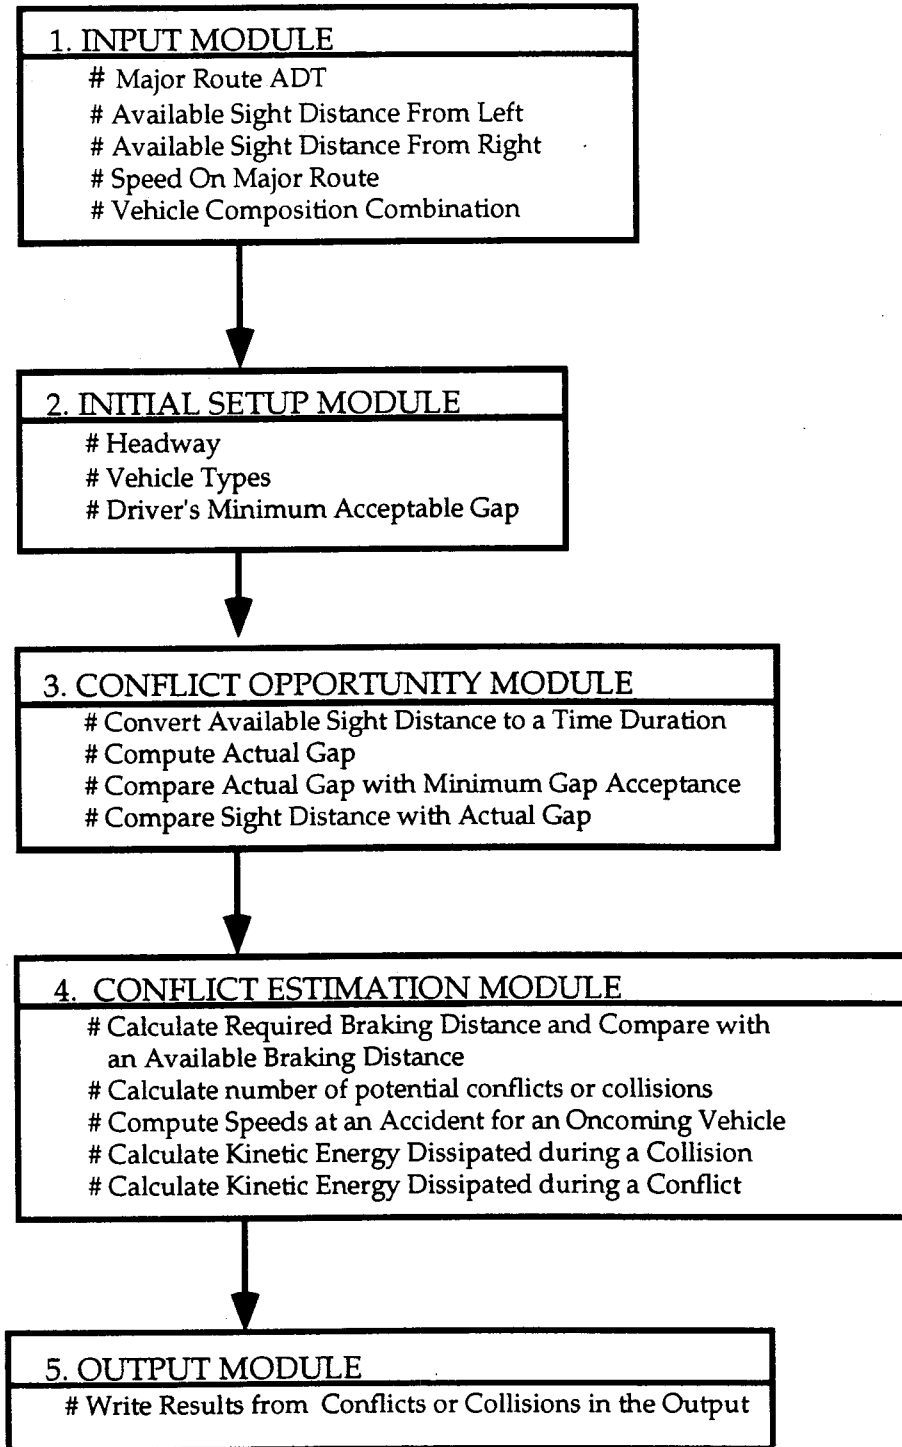 1. INPUT MODULE
# Major Route ADT
# Available Sight Distance From Left
# Available Sight Distance From Right
# Speed On Major Route
# Vehicle Composition Combination
2. INITIAL SETUP MODULE
# Headway
# Vehicle Types
# Driver's Minimum Acceptable Gap
3. CONFLICT OPPORTUNITY MODULE
# Convert Available Sight Distance to a Time Duration
# Compute Actual Gap
# Compare Actual Gap with Minimum Gap Acceptance
# Compare Sight Distance with Actual Gap
4. CONFLICT ESTIMATION MODULE
# Calculate Required Braking Distance and Compare with
an Available Braking Distance
# Calculate number of potential conflicts or collisions
# Compute Speeds at an Accident for an Oncoming Vehicle
# Calculate Kinetic Energy Dissipated during a Collision
# Calculate Kinetic Energy Dissipated during a Conflict
5. OUTPUT MODULE
# Write Results from Conflicts or Collisions in the Output